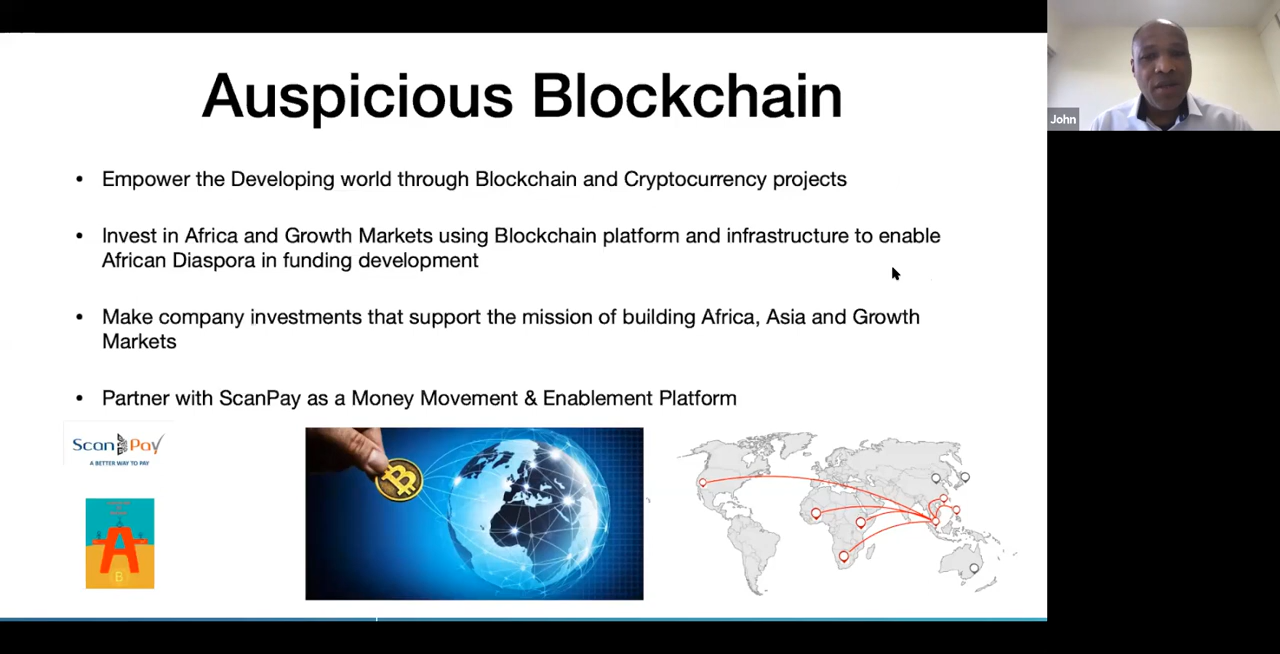 Auspicious Blockchain
John
• Empower the Developing world through Blockchain and Cryptocurrency projects
• Invest in Africa and Growth Markets using Blockchain platform and infrastructure to enable
African Diaspora in funding development
• Make company investments that support the mission of building Africa, Asia and Growth
Markets
• Partner with ScanPay as a Money Movement & Enablement Platform
Scan Pay
A BETTER WAY TO PAY
A